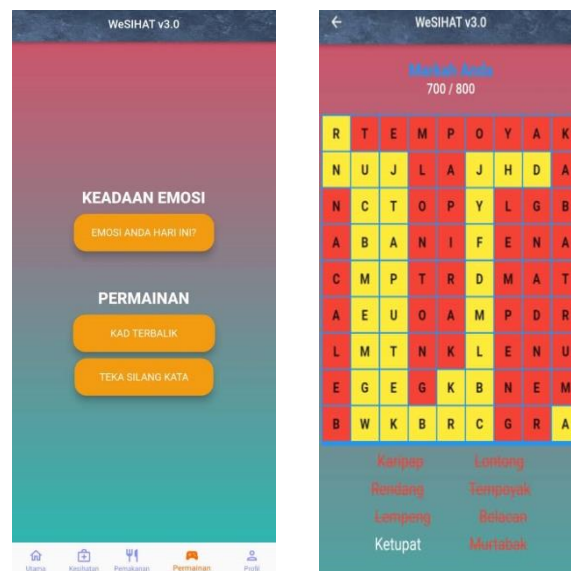 WeSIHAT v3.0
KEADAAN EMOSI
EMOSI ANDA HARI INI?
PERMAINAN
KAD TERBALIK
TEKA SILANG KATA
Utama Kesihatan Pemakanan Permainan Profil
WeSIHAT v3.0
Markah Anda
700 / 800
R T E M P O Y A K
N U J L A J H D A
N C T O P Y L G B
A B A N I F E N A
C M P T R D M A T
A E U O A M P D R
L M T N K L E N U
E G E G K B N E M
B W K B R C G R A
Karipap Lontong
Rendang Tempoyak
Lempeng Belacan
Ketupat Murtabak